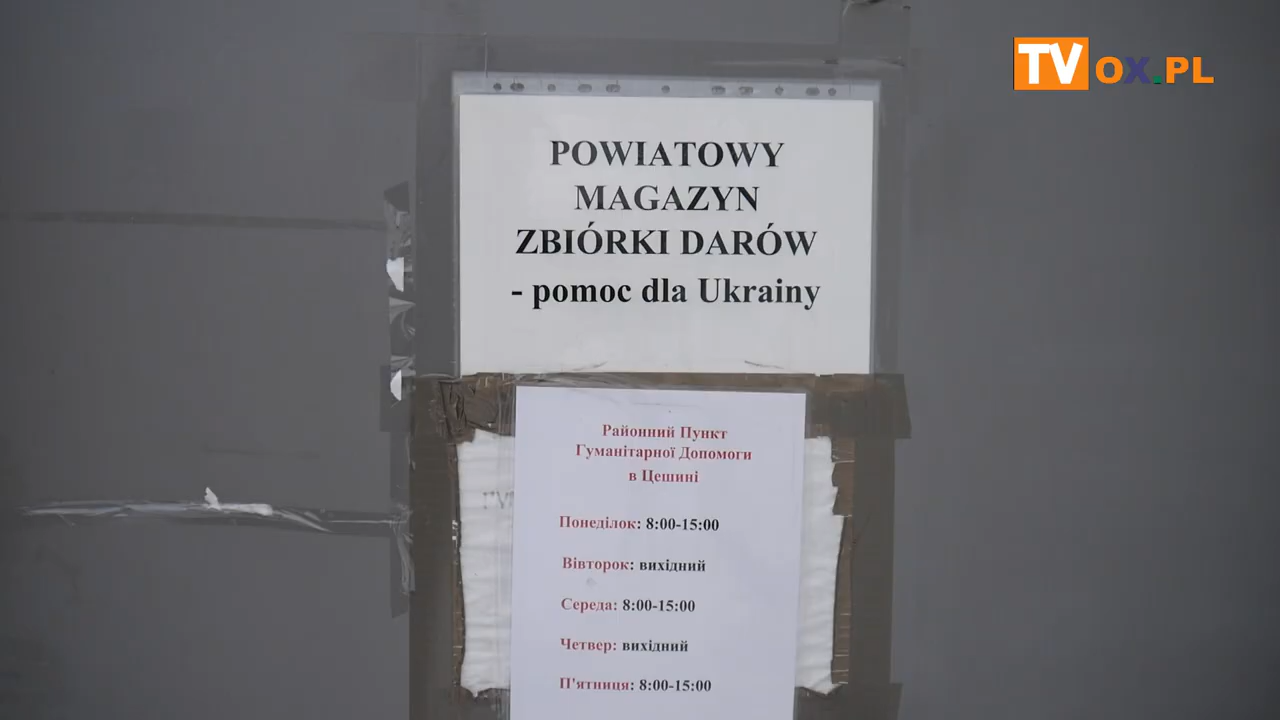 TVOX.PL
POWIATOWY
MAGAZYN
ZBIÓRKI DARÓW
- pomoc dla Ukrainy
Районний Пункт
Гуманітарної Допомоги
в Цешині
Понеділок: 8:00-15:00
Вівторок: вихідний
Середа: 8:00-15:00
Четвер: вихідний
П'ятниця: 8:00-15:00